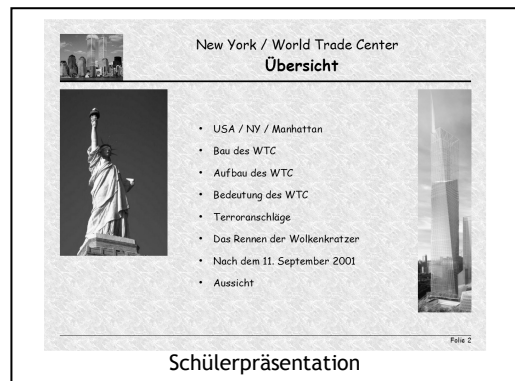 New York / World Trade Center
Übersicht
• USA / NY / Manhattan
• Bau des WTC
• Aufbau des WTC
• Bedeutung des WTC
• Terroranschläge
• Das Rennen der Wolkenkratzer
• Nach dem 11. September 2001
• Aussicht
Folie 2
Schülerpräsentation